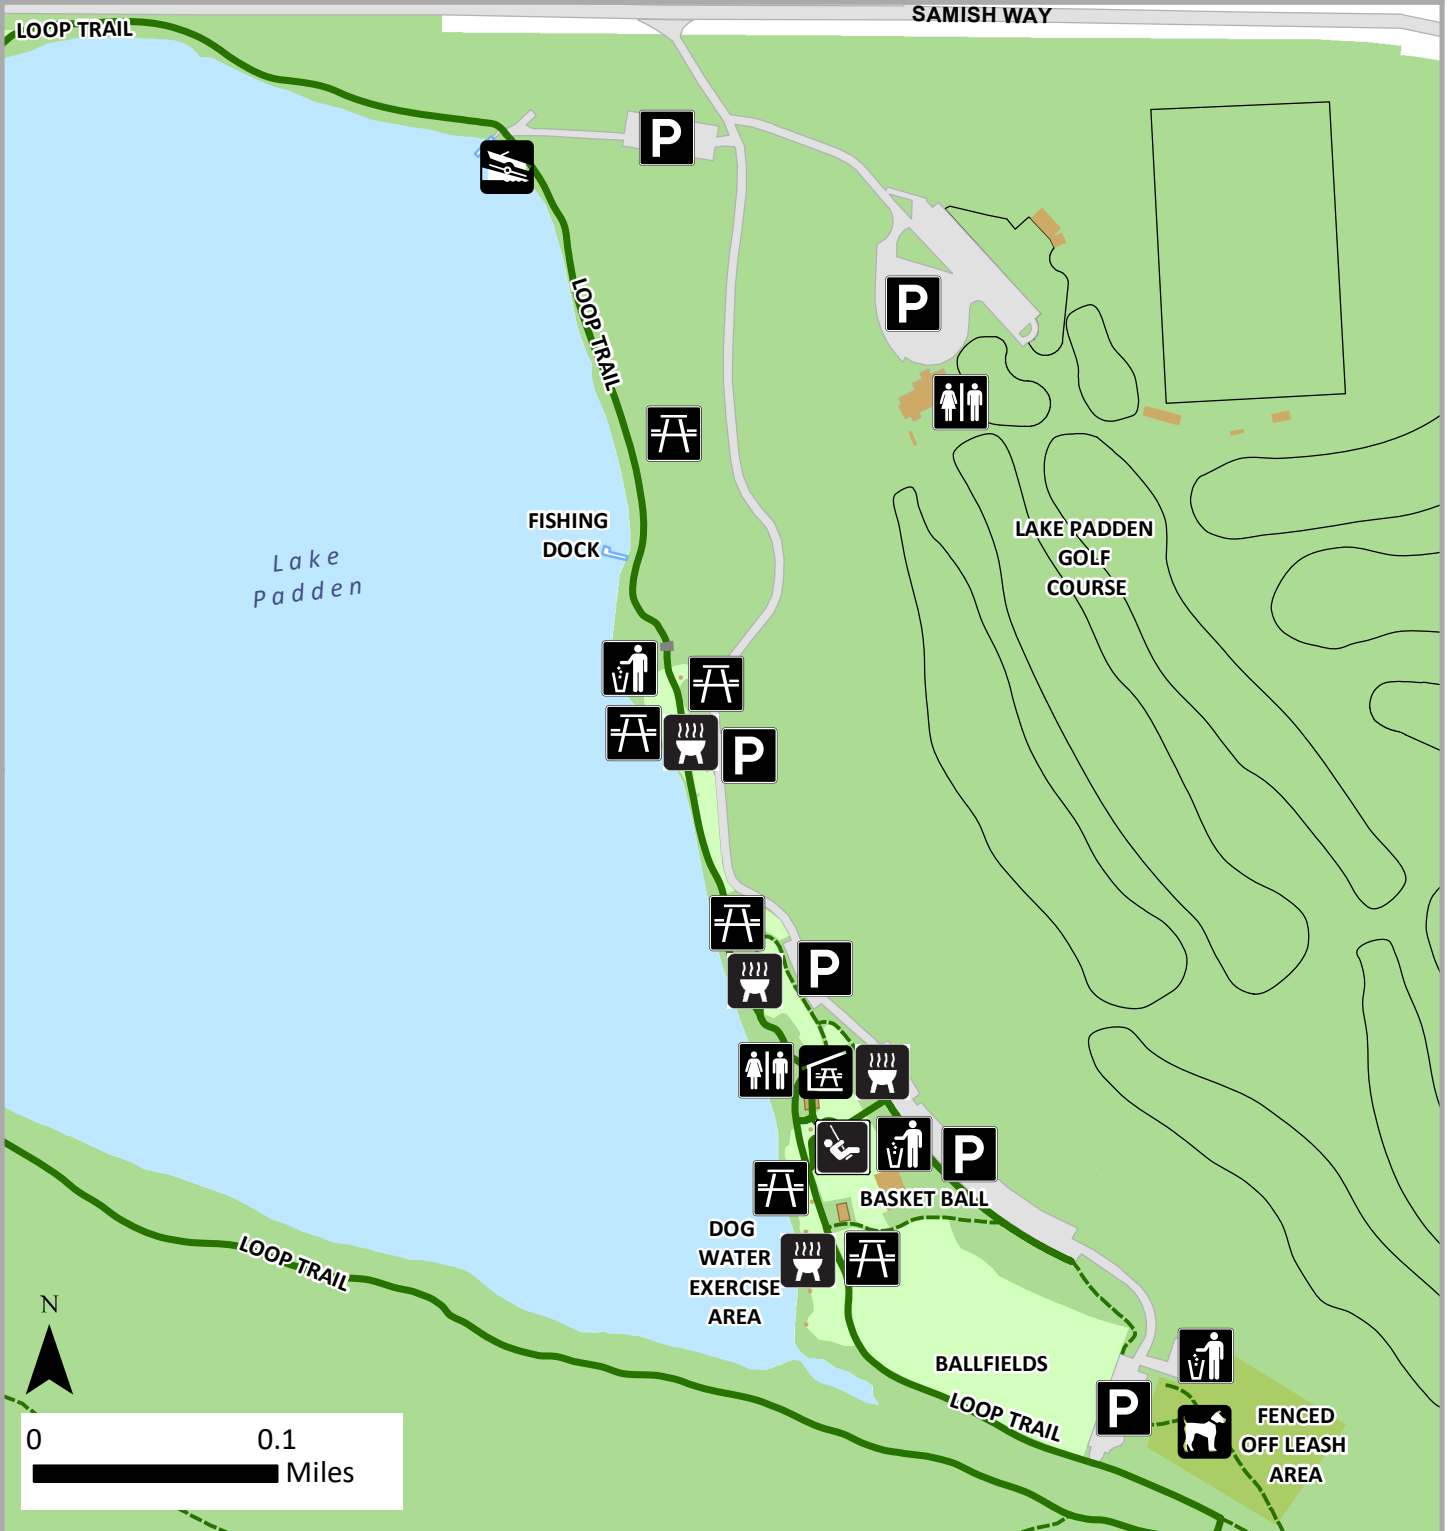 SAMISH WAY
LOOP TRAIL
P
LOOP TRAIL
P
FISHING
DOCK
LAKE PADDEN
GOLF
COURSE
Lake
Padden
P
P
P
BASKET BALL
DOG
WATER
EXERCISE
AREA
LOOP TRAIL
N
BALLFIELDS
LOOP TRAIL
P
FENCED
OFF LEASH
AREA
0 0.1
Miles